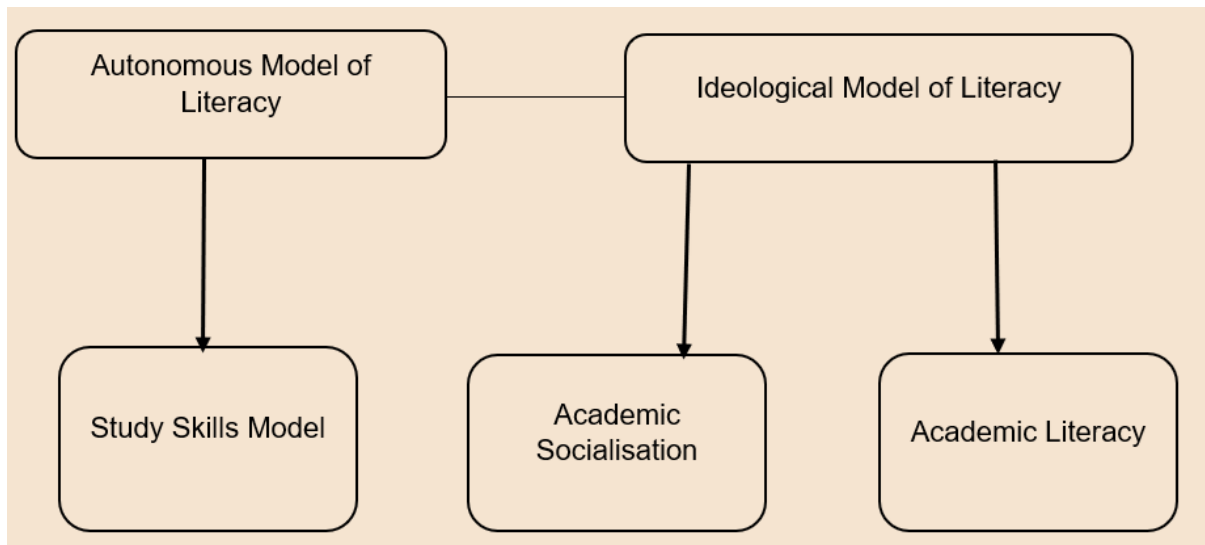 Autonomous Model of
Literacy
Ideological Model of Literacy
Study Skills Model
Academic
Socialisation
Academic Literacy